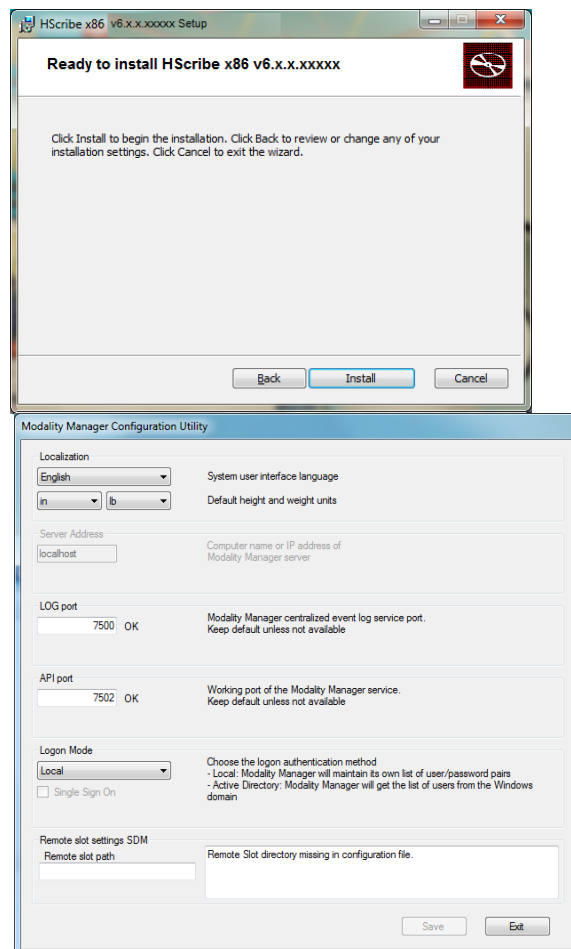 HScribe x86 v6.x.x.xxxxx Setup
Ready to install HScribe x86 v6.x.x.xxxxx
Click Install to begin the installation. Click Back to review or change any of your
installation settings. Click Cancel to exit the wizard.
Back Install Cancel
Modality Manager Configuration Utility
Localization
English System user interface language
in lb Default height and weight units
Server Address
localhost
Computer name or IP address of
Modality Manager server
LOG port
7500 OK
Modality Manager centralized event log service port.
Keep default unless not available
API port
7502 OK
Working port of the Modality Manager service.
Keep default unless not available
Logon Mode
Local
Single Sign On
Choose the logon authentication method
- Local: Modality Manager will maintain its own list of user/password pairs
- Active Directory: Modality Manager will get the list of users from the Windows
domain
Remote slot settings SDM
Remote slot path
Remote Slot directory missing in configuration file.
Save Exit